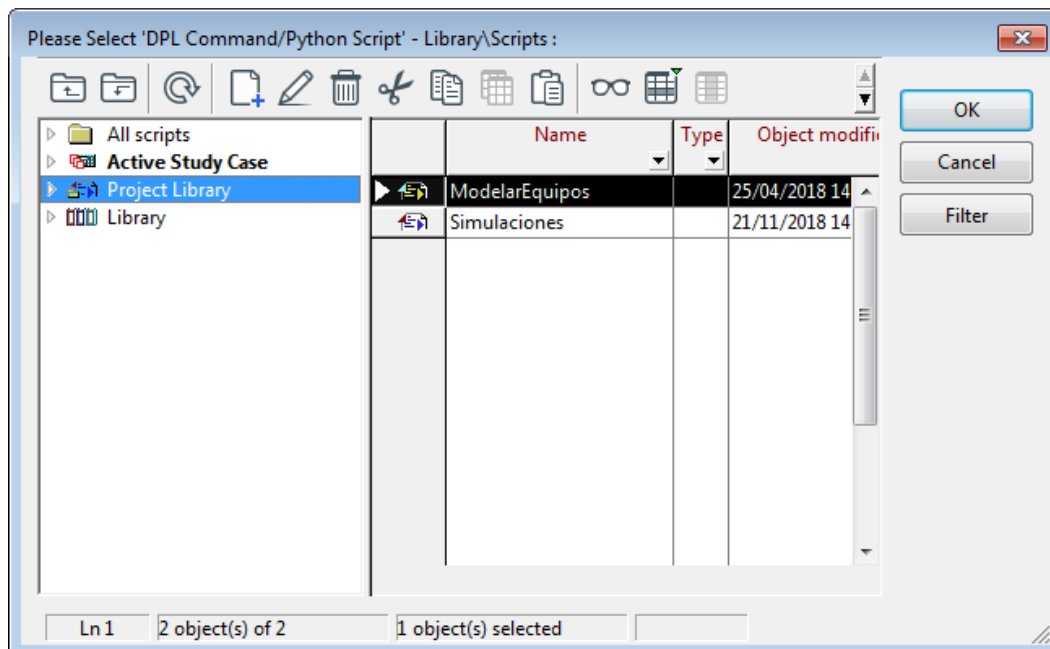 Please Select 'DPL Command/Python Script' - Library\Scripts :
OK
Cancel
Filter
All scripts
Active Study Case
Project Library
Library
Name Type Object modifi
ModelarEquipos 25/04/2018 14
Simulaciones 21/11/2018 14
Ln 1 2 object(s) of 2 1 object(s) selected